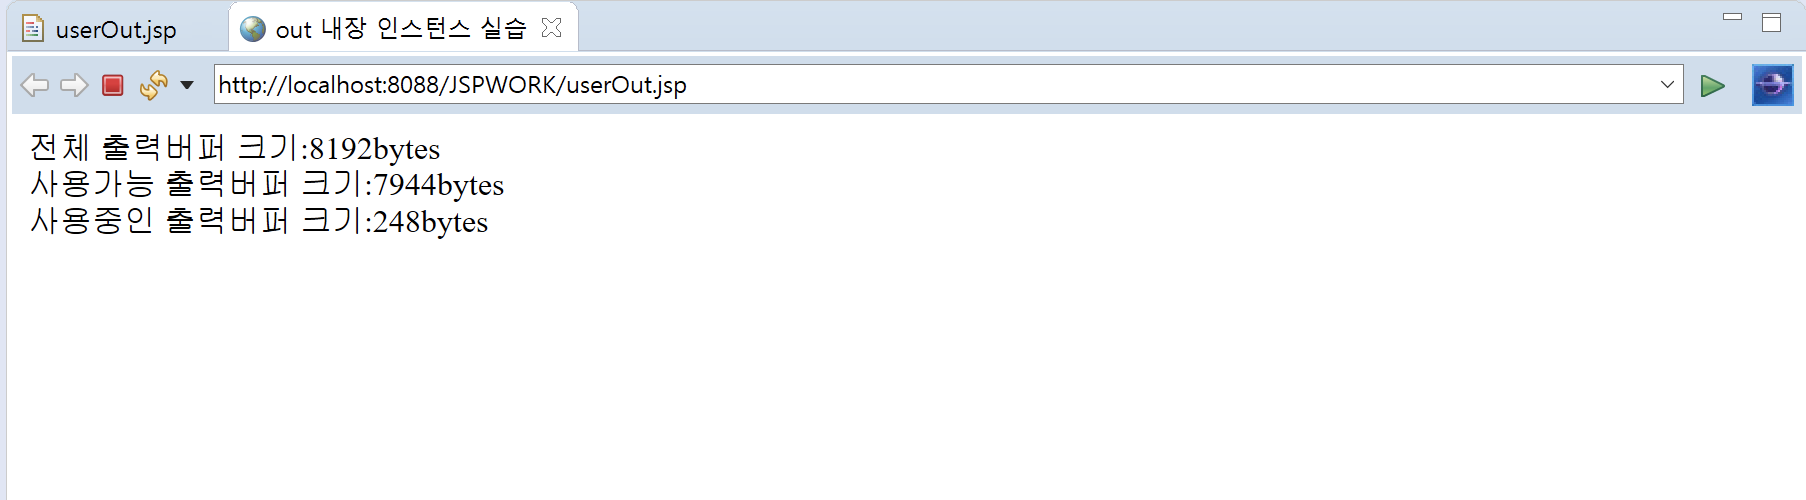 userOut.jsp
out 내장 인스턴스 실습
http://localhost:8088/JSPWORK/userOut.jsp
전체 출력버퍼 크기:8192bytes
사용가능 출력버퍼 크기:7944bytes
사용중인 출력버퍼 크기:248bytes